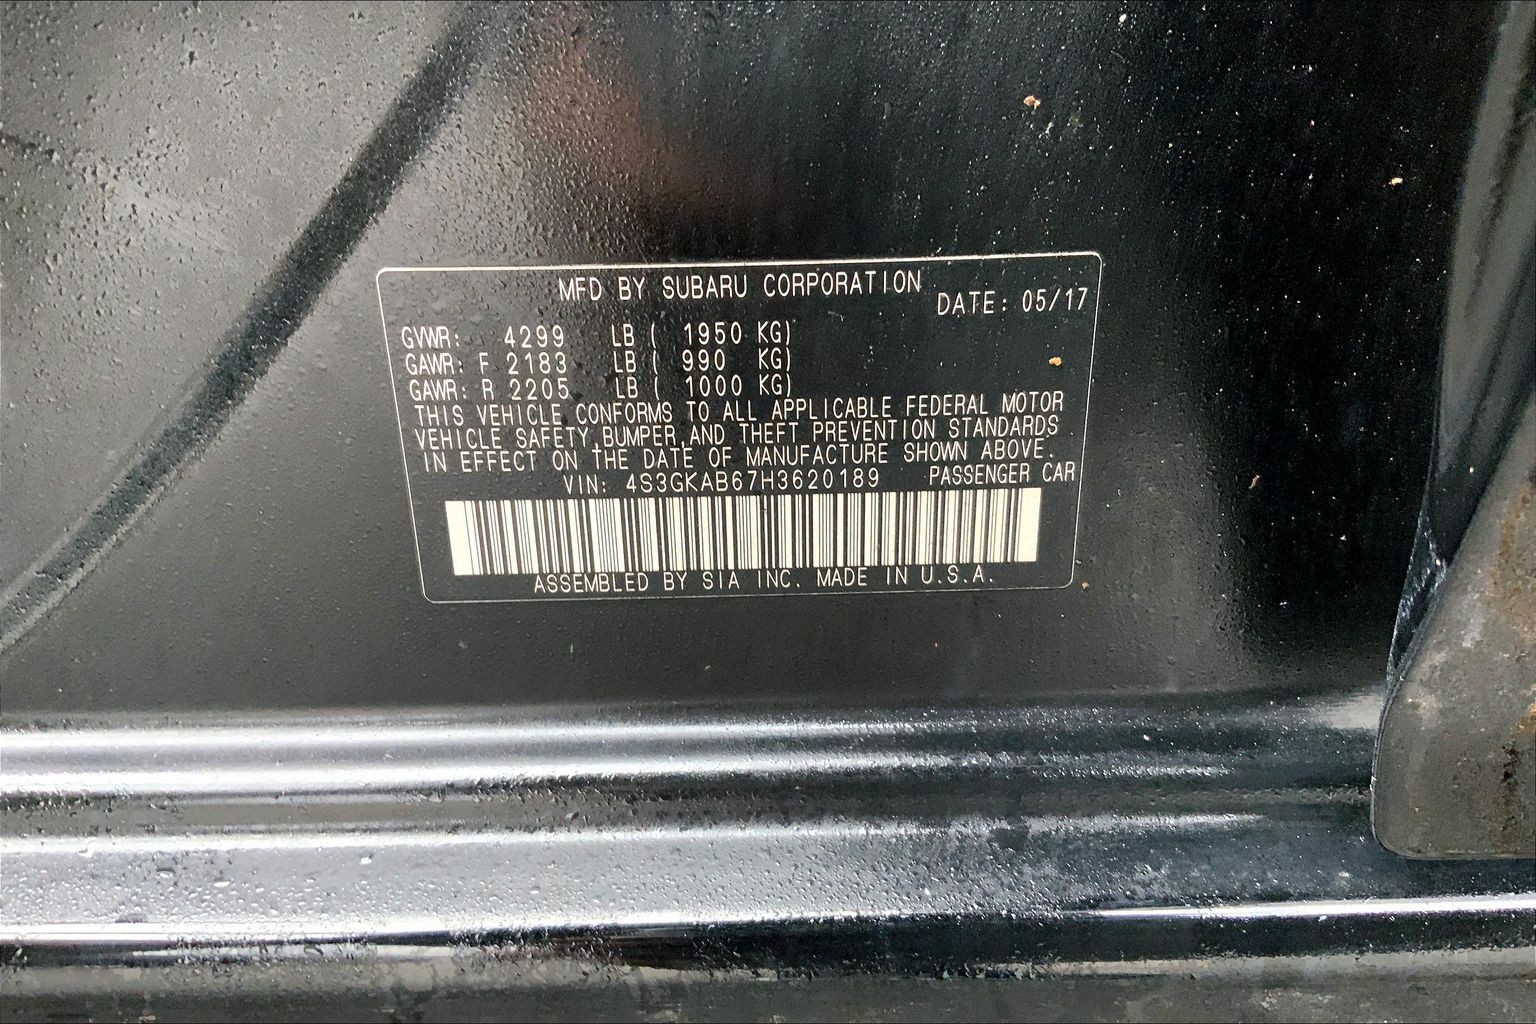 MFD BY SUBARU CORPORATION
DATE: 05/17
GVWR: 4299 LB ( 1950 KG)
GAWR: F 2183 LB ( 990 KG)
GAWR: R 2205 LB ( 1000 KG)
THIS VEHICLE CONFORMS TO ALL APPLICABLE FEDERAL MOTOR
VEHICLE SAFETY,BUMPER,AND THEFT PREVENTION STANDARDS
IN EFFECT ON THE DATE OF MANUFACTURE SHOWN ABOVE.
VIN: 4S3GKAB67H3620189 PASSENGER CAR
ASSEMBLED BY SIA INC. MADE IN U.S.A.